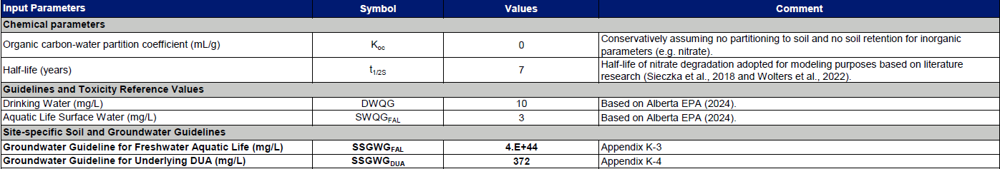 Input Parameters Symbol Values Comment
Chemical parameters
Organic carbon-water partition coefficient (mL/g) Koc 0 Conservatively assuming no partitioning to soil and no soil retention for inorganic
parameters (e.g. nitrate).
Half-life (years) t1/2S 7 Half-life of nitrate degradation adopted for modeling purposes based on literature
research (Sieczka et al., 2018 and Wolters et al., 2022).
Guidelines and Toxicity Reference Values
Drinking Water (mg/L) DWQG 10 Based on Alberta EPA (2024).
Aquatic Life Surface Water (mg/L) SWQGFAL 3 Based on Alberta EPA (2024).
Site-specific Soil and Groundwater Guidelines
Groundwater Guideline for Freshwater Aquatic Life (mg/L) SSGWGFAL 4.E+44 Appendix K-3
Groundwater Guideline for Underlying DUA (mg/L) SSGWGDUA 372 Appendix K-4